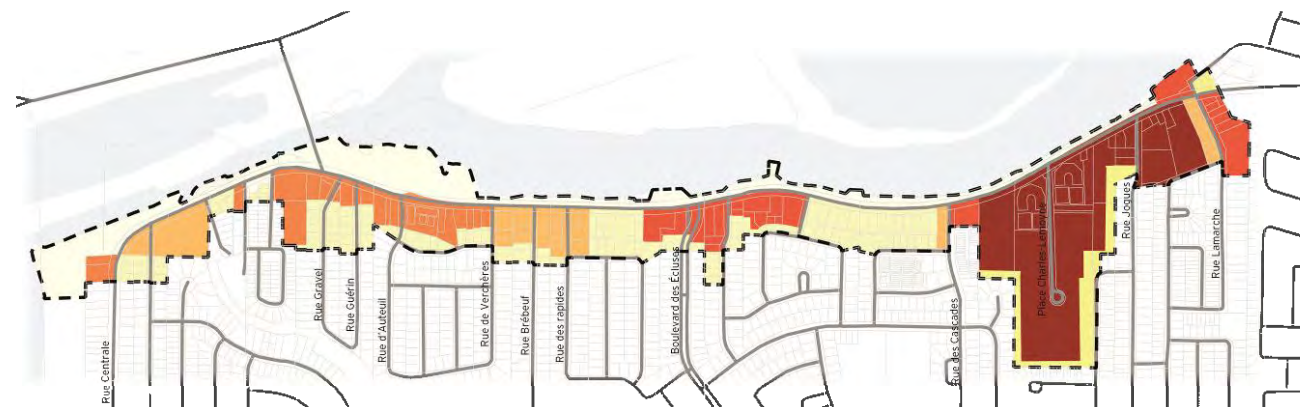 Rue Centrale
Rue Gravel
Rue Guérin
Rue d'Auteuil
Rue de Verchères
Rue Brébeuf
Rue des rapides
Boulevard des Écluses
Rue des Cascades
Place Charles-Lemoyne
Rue Joques
Rue Lamarche